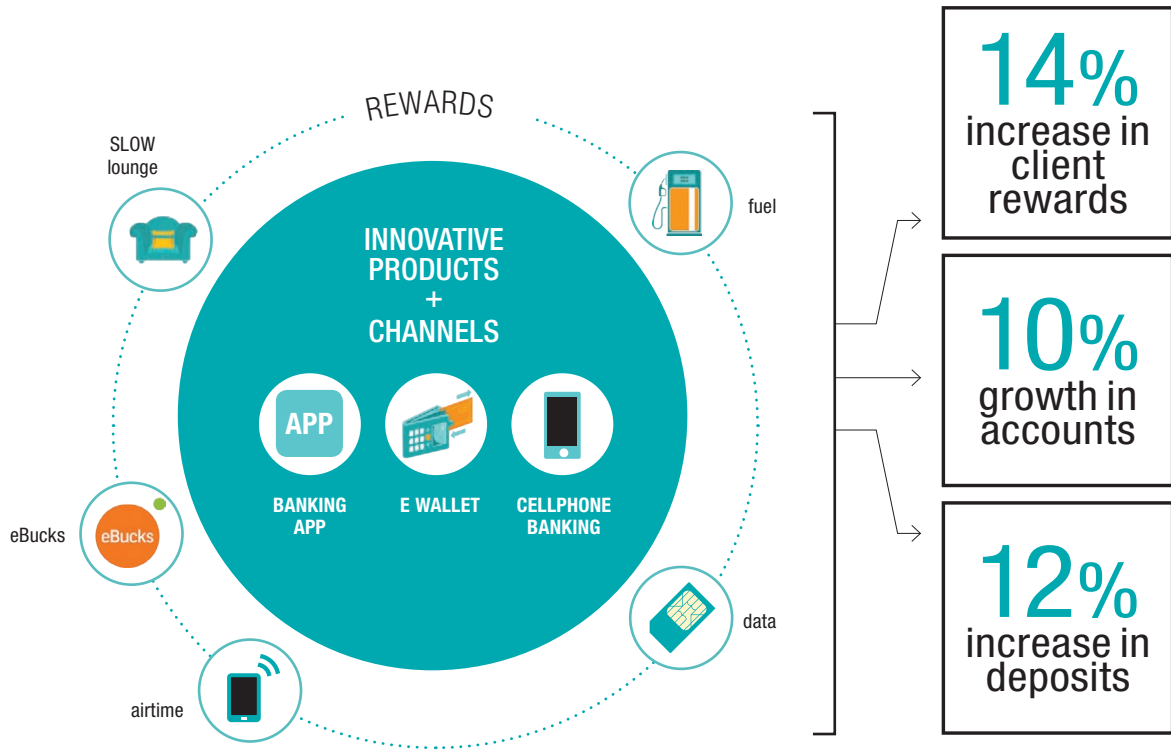 REWARDS
SLOW
lounge
fuel
INNOVATIVE
PRODUCTS
+
CHANNELS
APP
BANKING
APP
E WALLET
CELLPHONE
BANKING
eBucks
eBucks
airtime
data
14%
increase in
client
rewards
10%
growth in
accounts
12%
increase in
deposits